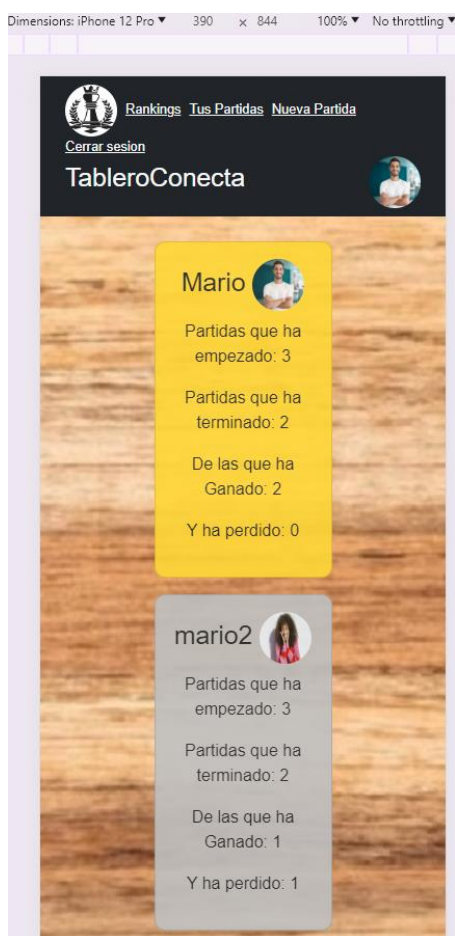 Dimensions: iPhone 12 Pro ▼ 390 × 844 100% ▼ No throttling ▼
Rankings Tus Partidas Nueva Partida
Cerrar sesion
TableroConecta
Mario
Partidas que ha
empezado: 3
Partidas que ha
terminado: 2
De las que ha
Ganado: 2
Y ha perdido: 0
mario2
Partidas que ha
empezado: 3
Partidas que ha
terminado: 2
De las que ha
Ganado: 1
Y ha perdido: 1